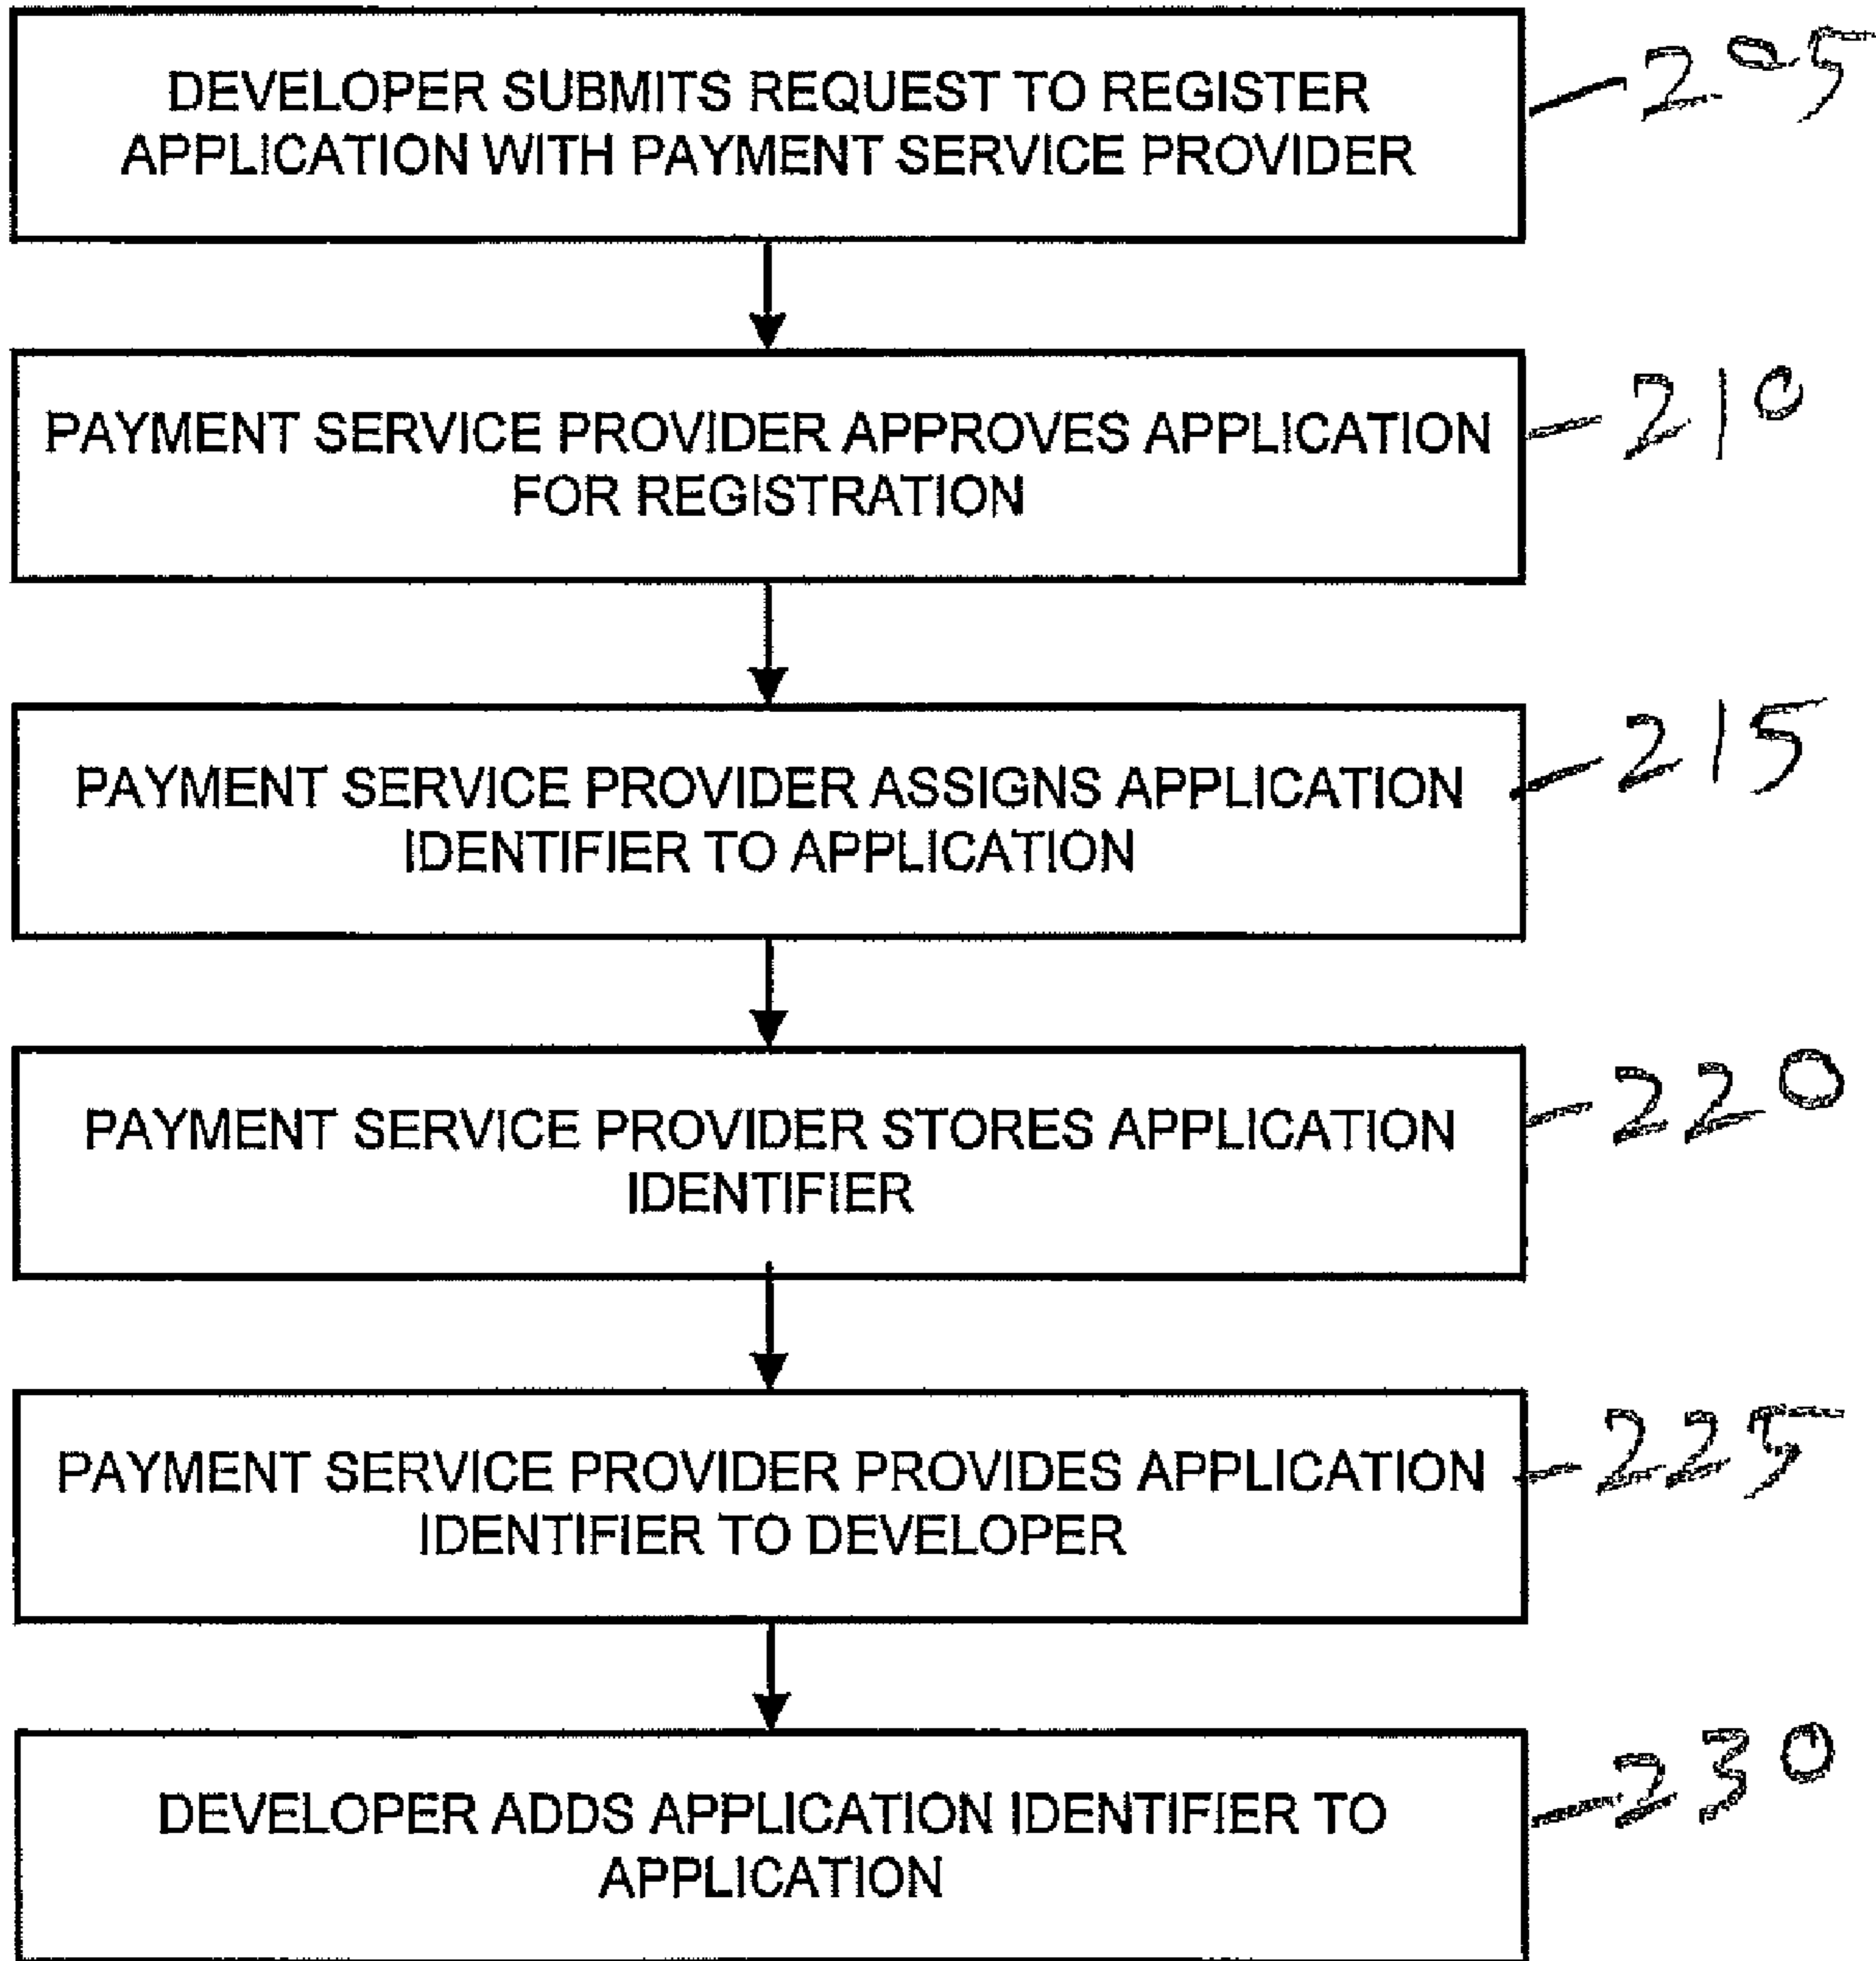 DEVELOPER SUBMITS REQUEST TO REGISTER
APPLICATION WITH PAYMENT SERVICE PROVIDER
205
PAYMENT SERVICE PROVIDER APPROVES APPLICATION
FOR REGISTRATION
210
PAYMENT SERVICE PROVIDER ASSIGNS APPLICATION
IDENTIFIER TO APPLICATION
215
PAYMENT SERVICE PROVIDER STORES APPLICATION
IDENTIFIER
220
PAYMENT SERVICE PROVIDER PROVIDES APPLICATION
IDENTIFIER TO DEVELOPER
225
DEVELOPER ADDS APPLICATION IDENTIFIER TO
APPLICATION
230